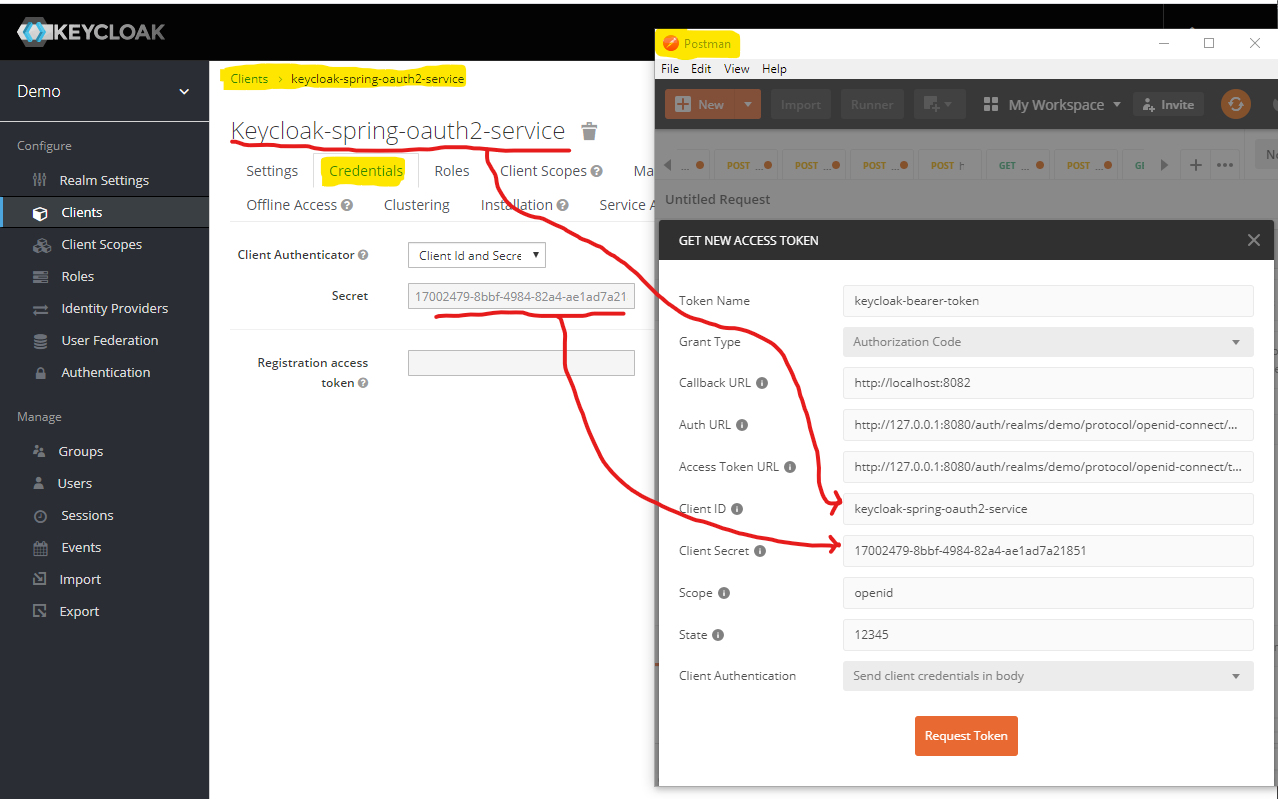 KEYCLOAK
Demo
Configure
Realm Settings
Clients
Client Scopes
Roles
Identity Providers
User Federation
Authentication
Manage
Groups
Users
Sessions
Events
Import
Export
Clients > keycloak-spring-oauth2-service
Keycloak-spring-oauth2-service
Settings Credentials Roles Client Scopes Ma
Offline Access Clustering Installation Service A
Client Authenticator Client Id and Secre
Secret 17002479-8bbf-4984-82a4-ae1ad7a21
Registration access
token
Postman
File Edit View Help
New Import Runner My Workspace Invite
... POST ... POST ... POST ... POST GET ... POST ... GI No
Untitled Request
GET NEW ACCESS TOKEN
Token Name keycloak-bearer-token
Grant Type Authorization Code
Callback URL http://localhost:8082
Auth URL http://127.0.0.1:8080/auth/realms/demo/protocol/openid-connect/...
Access Token URL http://127.0.0.1:8080/auth/realms/demo/protocol/openid-connect/t...
Client ID keycloak-spring-oauth2-service
Client Secret 17002479-8bbf-4984-82a4-ae1ad7a21851
Scope openid
State 12345
Client Authentication Send client credentials in body
Request Token